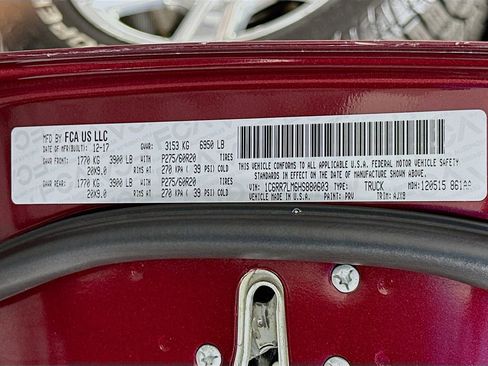 MFD BY FCA US LLC
DATE OF MFR(BUILT): 12-17 GVWR: 3153 KG 6950 LB
GAWR FRONT: 1770 KG 3900 LB WITH P275/60R20 TIRES
20X9.0 RIMS AT 270 KPA ( 39 PSI) COLD
GAWR REAR: 1770 KG 3900 LB WITH P275/60R20 TIRES
20X9.0 RIMS AT 270 KPA ( 39 PSI) COLD
THIS VEHICLE CONFORMS TO ALL APPLICABLE U.S.A. FEDERAL MOTOR VEHICLE SAFETY
STANDARDS IN EFFECT ON THE DATE OF MANUFACTURE SHOWN ABOVE.
VIN: 1C6RR7LM6HS880603 TYPE: TRUCK MDH:120515 861AA
VEHICLE MADE IN U.S.A. PAINT: PRV TRIM: AJX9